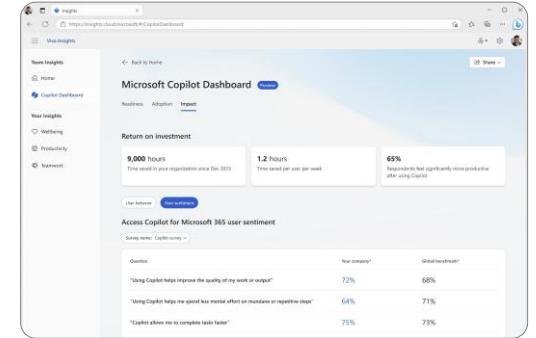 Insights
https://insights.cloud.microsoft/#/CopilotDashboard
Viva Insights
Team Insights
Home
Copilot Dashboard
Your Insights
Wellbeing
Productivity
Teamwork
← Back to Home
Share
Microsoft Copilot Dashboard
Preview
Readiness Adoption Impact
Return on investment
9,000 hours
Time saved in your organization since Dec 2023
1.2 hours
Time saved per user per week
65%
Respondents feel significantly more productive
after using Copilot
User behavior User sentiment
Access Copilot for Microsoft 365 user sentiment
Survey name: Copilot survey
Question Your company* Global benchmark*
"Using Copilot helps improve the quality of my work or output" 72% 68%
"Using Copilot helps me spend less mental effort on mundane or repetitive steps" 64% 71%
"Copilot allows me to complete tasks faster" 75% 73%